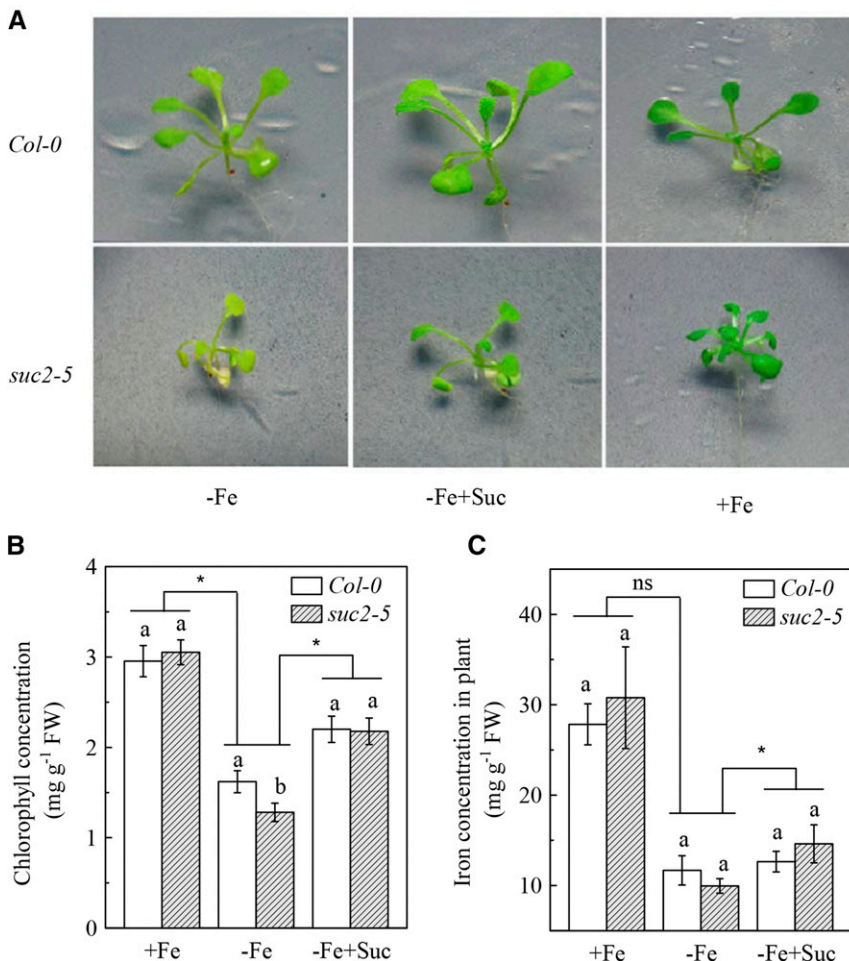 A
Col-0
suc2-5
-Fe
-Fe+Suc
+Fe
B
Chlorophyll concentration
(mg g-1 FW)
4
3
2
1
0
Col-0
suc2-5
*
*
a
a
a
b
a
a
+Fe
-Fe
-Fe+Suc
C
Iron concentration in plant
(mg g-1 FW)
40
30
20
10
Col-0
suc2-5
ns
*
a
a
a
a
a
a
+Fe
-Fe
-Fe+Suc